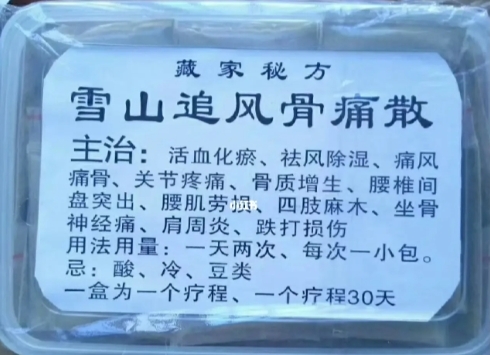 藏家秘方
雪山追风骨痛散
主治：活血化瘀、祛风除湿、痛风
痛骨、关节疼痛、骨质增生、腰椎间
盘突出、腰肌劳损、四肢麻木、坐骨
神经痛、肩周炎、跌打损伤
用法用量：一天两次、每次一小包。
忌：酸、冷、豆类
一盒为一个疗程、一个疗程30天